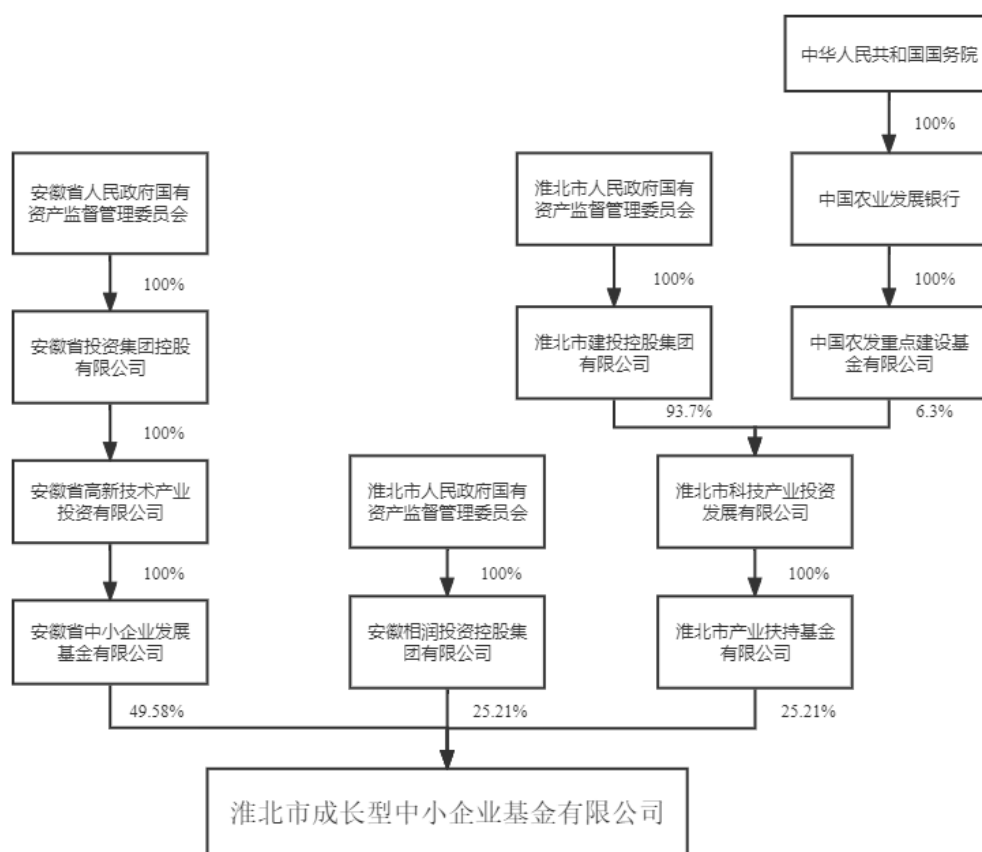 中华人民共和国国务院
100%
安徽省人民政府国有
资产监督管理委员会
淮北市人民政府国有
资产监督管理委员会
中国农业发展银行
100%
100%
100%
安徽省投资集团控股
有限公司
淮北市建投控股集团
有限公司
中国农发重点建设基
金有限公司
100%
93.7%
6.3%
安徽省高新技术产业
投资有限公司
淮北市人民政府国有
资产监督管理委员会
淮北市科技产业投资
发展有限公司
100%
100%
100%
安徽省中小企业发展
基金有限公司
安徽相润投资控股集
团有限公司
淮北市产业扶持基金
有限公司
49.58%
25.21%
25.21%
淮北市成长型中小企业基金有限公司